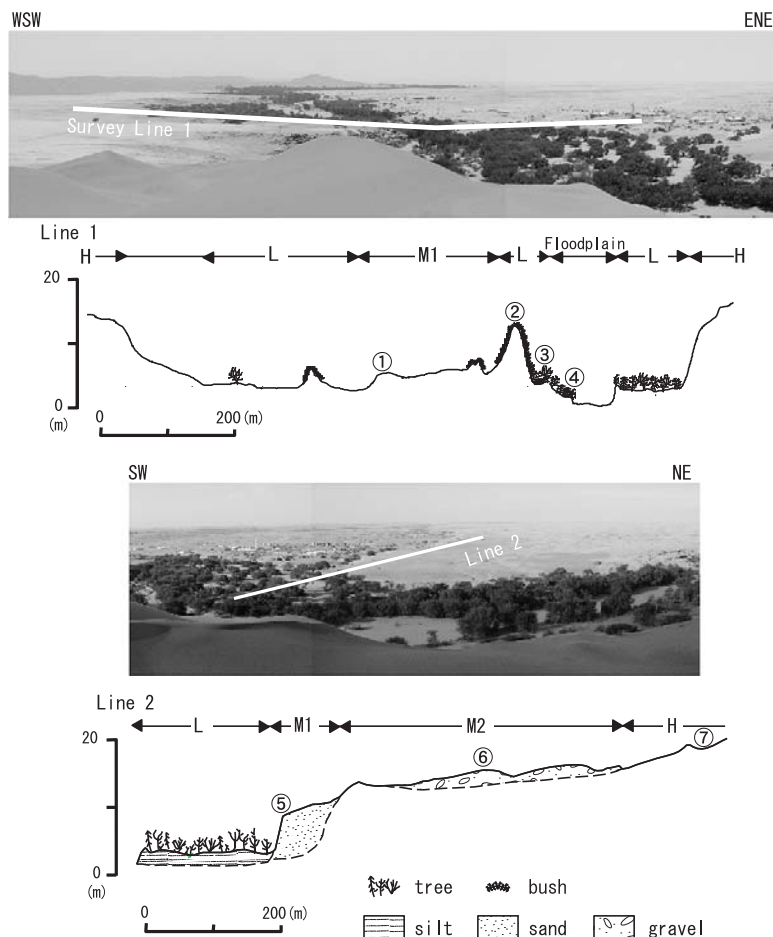 WSW ENE
Survey Line 1
Line 1
H L M1 L Floodplain L H
20
② 
① ③ ④
0
(m)
0 200 (m)
SW NE
Line 2
Line 2
L M1 M2 H
20
⑥ ⑦
⑤
0
(m)
tree bush
0 200 (m)
silt sand gravel